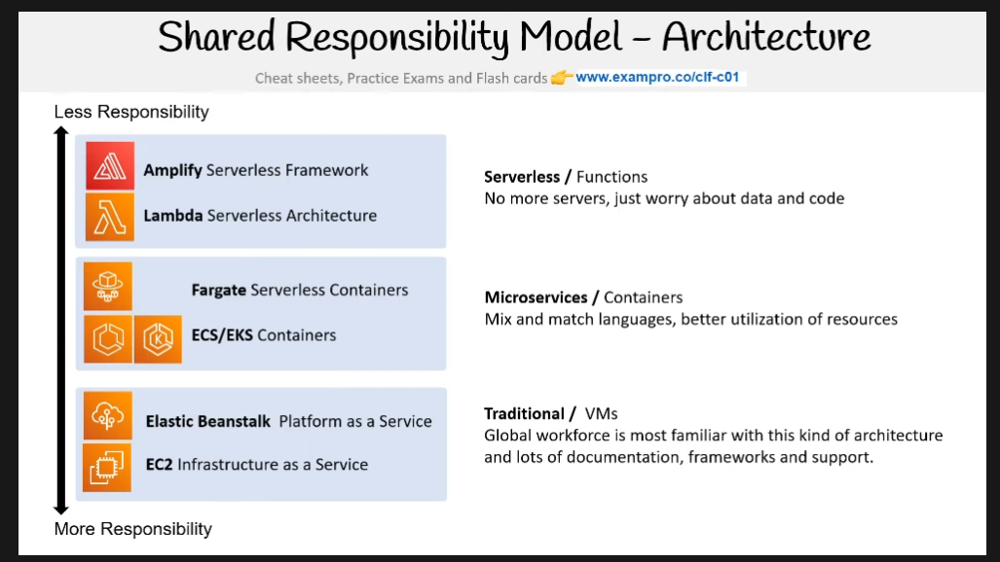 Shared Responsibility Model - Architecture
Cheat sheets, Practice Exams and Flash cards 👉 www.exampro.co/clf-c01
Less Responsibility
Amplify Serverless Framework
Lambda Serverless Architecture
Serverless / Functions
No more servers, just worry about data and code
Fargate Serverless Containers
ECS/EKS Containers
Microservices / Containers
Mix and match languages, better utilization of resources
Elastic Beanstalk Platform as a Service
EC2 Infrastructure as a Service
Traditional / VMs
Global workforce is most familiar with this kind of architecture
and lots of documentation, frameworks and support.
More Responsibility